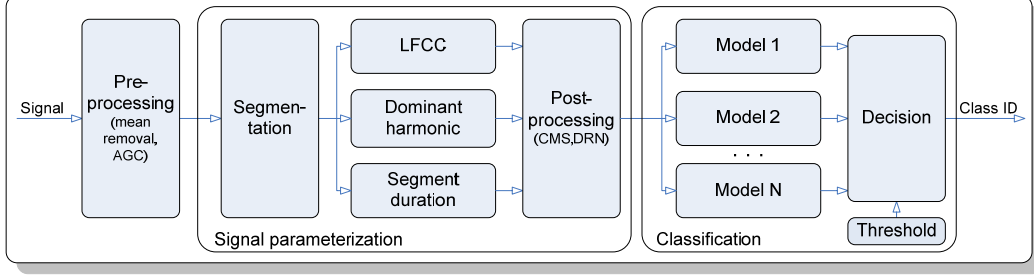 Signal
Pre-
processing
(mean
removal,
AGC)
Segmen-
tation
LFCC
Dominant
harmonic
Segment
duration
Post-
processing
(CMS,DRN)
Signal parameterization
Model 1
Model 2
. . .
Model N
Decision
Threshold
Classification
Class ID